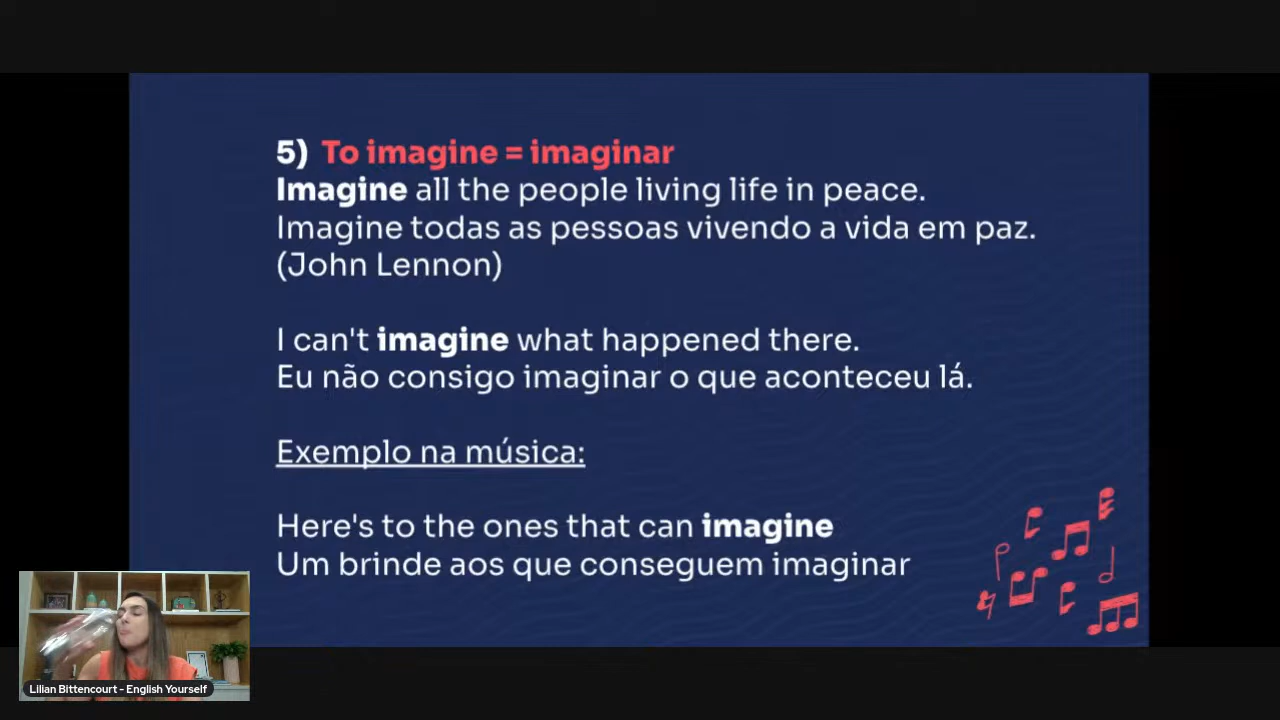 5) To imagine = imaginar
Imagine all the people living life in peace.
Imagine todas as pessoas vivendo a vida em paz.
(John Lennon)
I can't imagine what happened there.
Eu não consigo imaginar o que aconteceu lá.
Exemplo na música:
Here's to the ones that can imagine
Um brinde aos que conseguem imaginar
Lilian Bittencourt - English Yourself